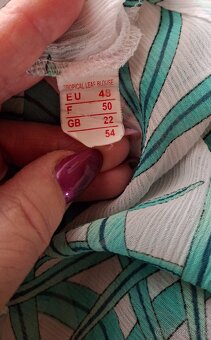 TROPICAL LEAF BLOUSE
EU 48
F 50
GB 22
54